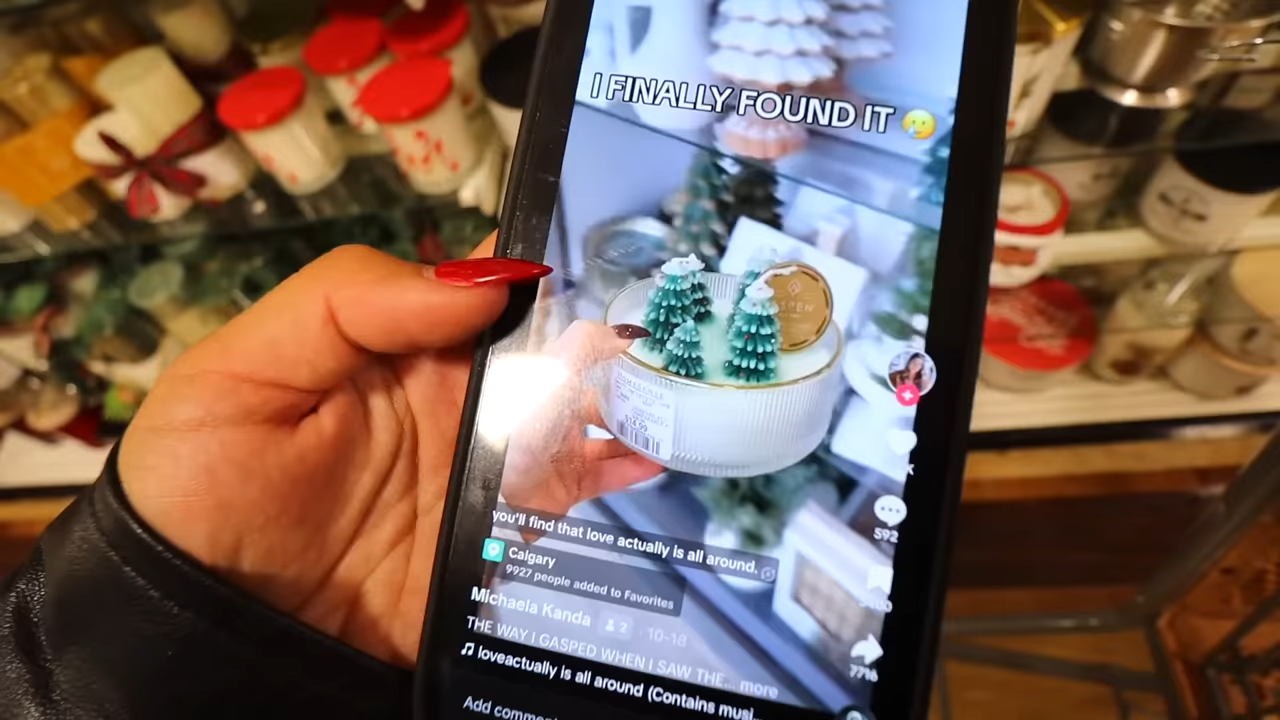 I FINALLY FOUND IT 🥲
you'll find that love actually is all around.
Calgary
9927 people added to Favorites
592
Michaela Kanda 2 · 10-18
THE WAY I GASPED WHEN I SAW THE... more
7716
loveactually is all around (Contains musi...
Add comme